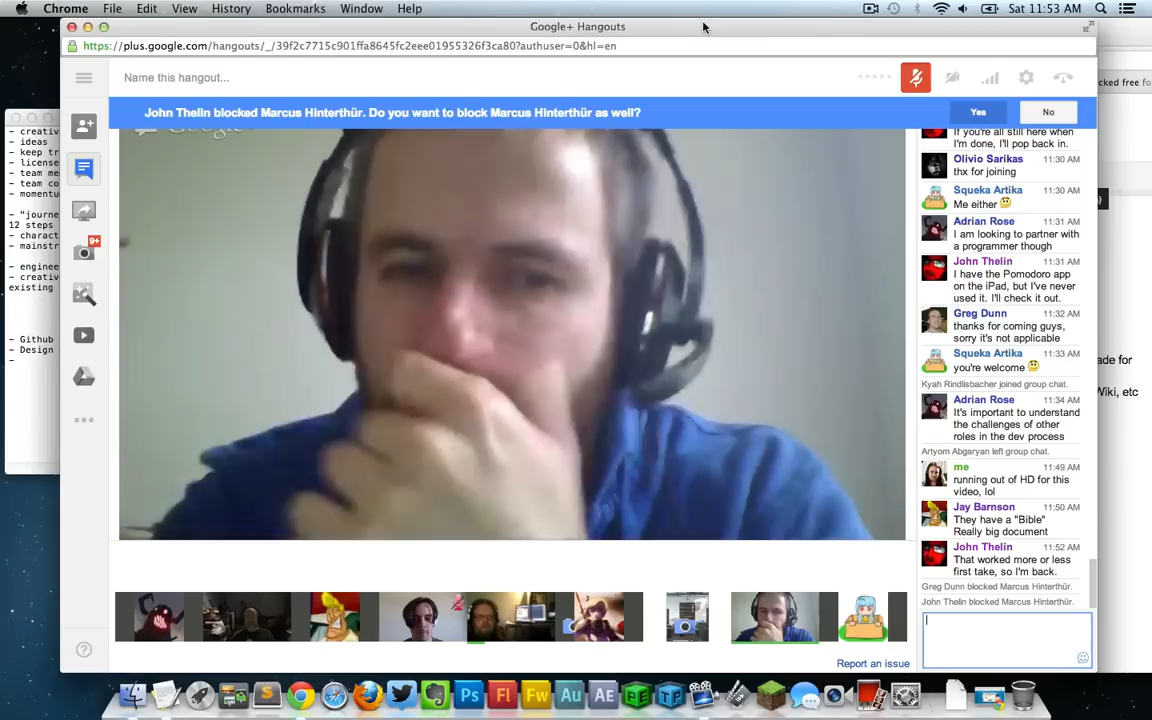 Chrome File Edit View History Bookmarks Window Help Sat 11:53 AM
Google+ Hangouts
https://plus.google.com/hangouts/_/39f2c7715c901ffa8645fc2eee01955326f3ca80?authuser=0&hl=en
Name this hangout...
John Thelin blocked Marcus Hinterthür. Do you want to block Marcus Hinterthür as well? Yes No
cked free fo
- creativ
- ideas
- keep tr
- license
- team me
- team co
- momentu
- "journe
12 steps
- charact
- mainstr
- enginee
- creativ
existing
- Github
- Design
-
9+
If you're all still here when
I'm done, I'll pop back in.
Olivio Sarikas 11:30 AM
thx for joining
Squeka Artika 11:30 AM
Me either
Adrian Rose 11:31 AM
I am looking to partner with
a programmer though
John Thelin 11:31 AM
I have the Pomodoro app
on the iPad, but I've never
used it. I'll check it out.
Greg Dunn 11:32 AM
thanks for coming guys,
sorry it's not applicable
Squeka Artika 11:33 AM
you're welcome
Kyah Rindlisbacher joined group chat.
Adrian Rose 11:34 AM
It's important to understand
the challenges of other
roles in the dev process
Artyom Abgaryan left group chat.
me 11:49 AM
running out of HD for this
video, lol
Jay Barnson 11:50 AM
They have a "Bible"
Really big document
John Thelin 11:52 AM
That worked more or less
first take, so I'm back.
Greg Dunn blocked Marcus Hinterthür.
John Thelin blocked Marcus Hinterthür.
ade for
Wiki, etc
Report an issue
Ps Fl Fw Au Ae PE TP